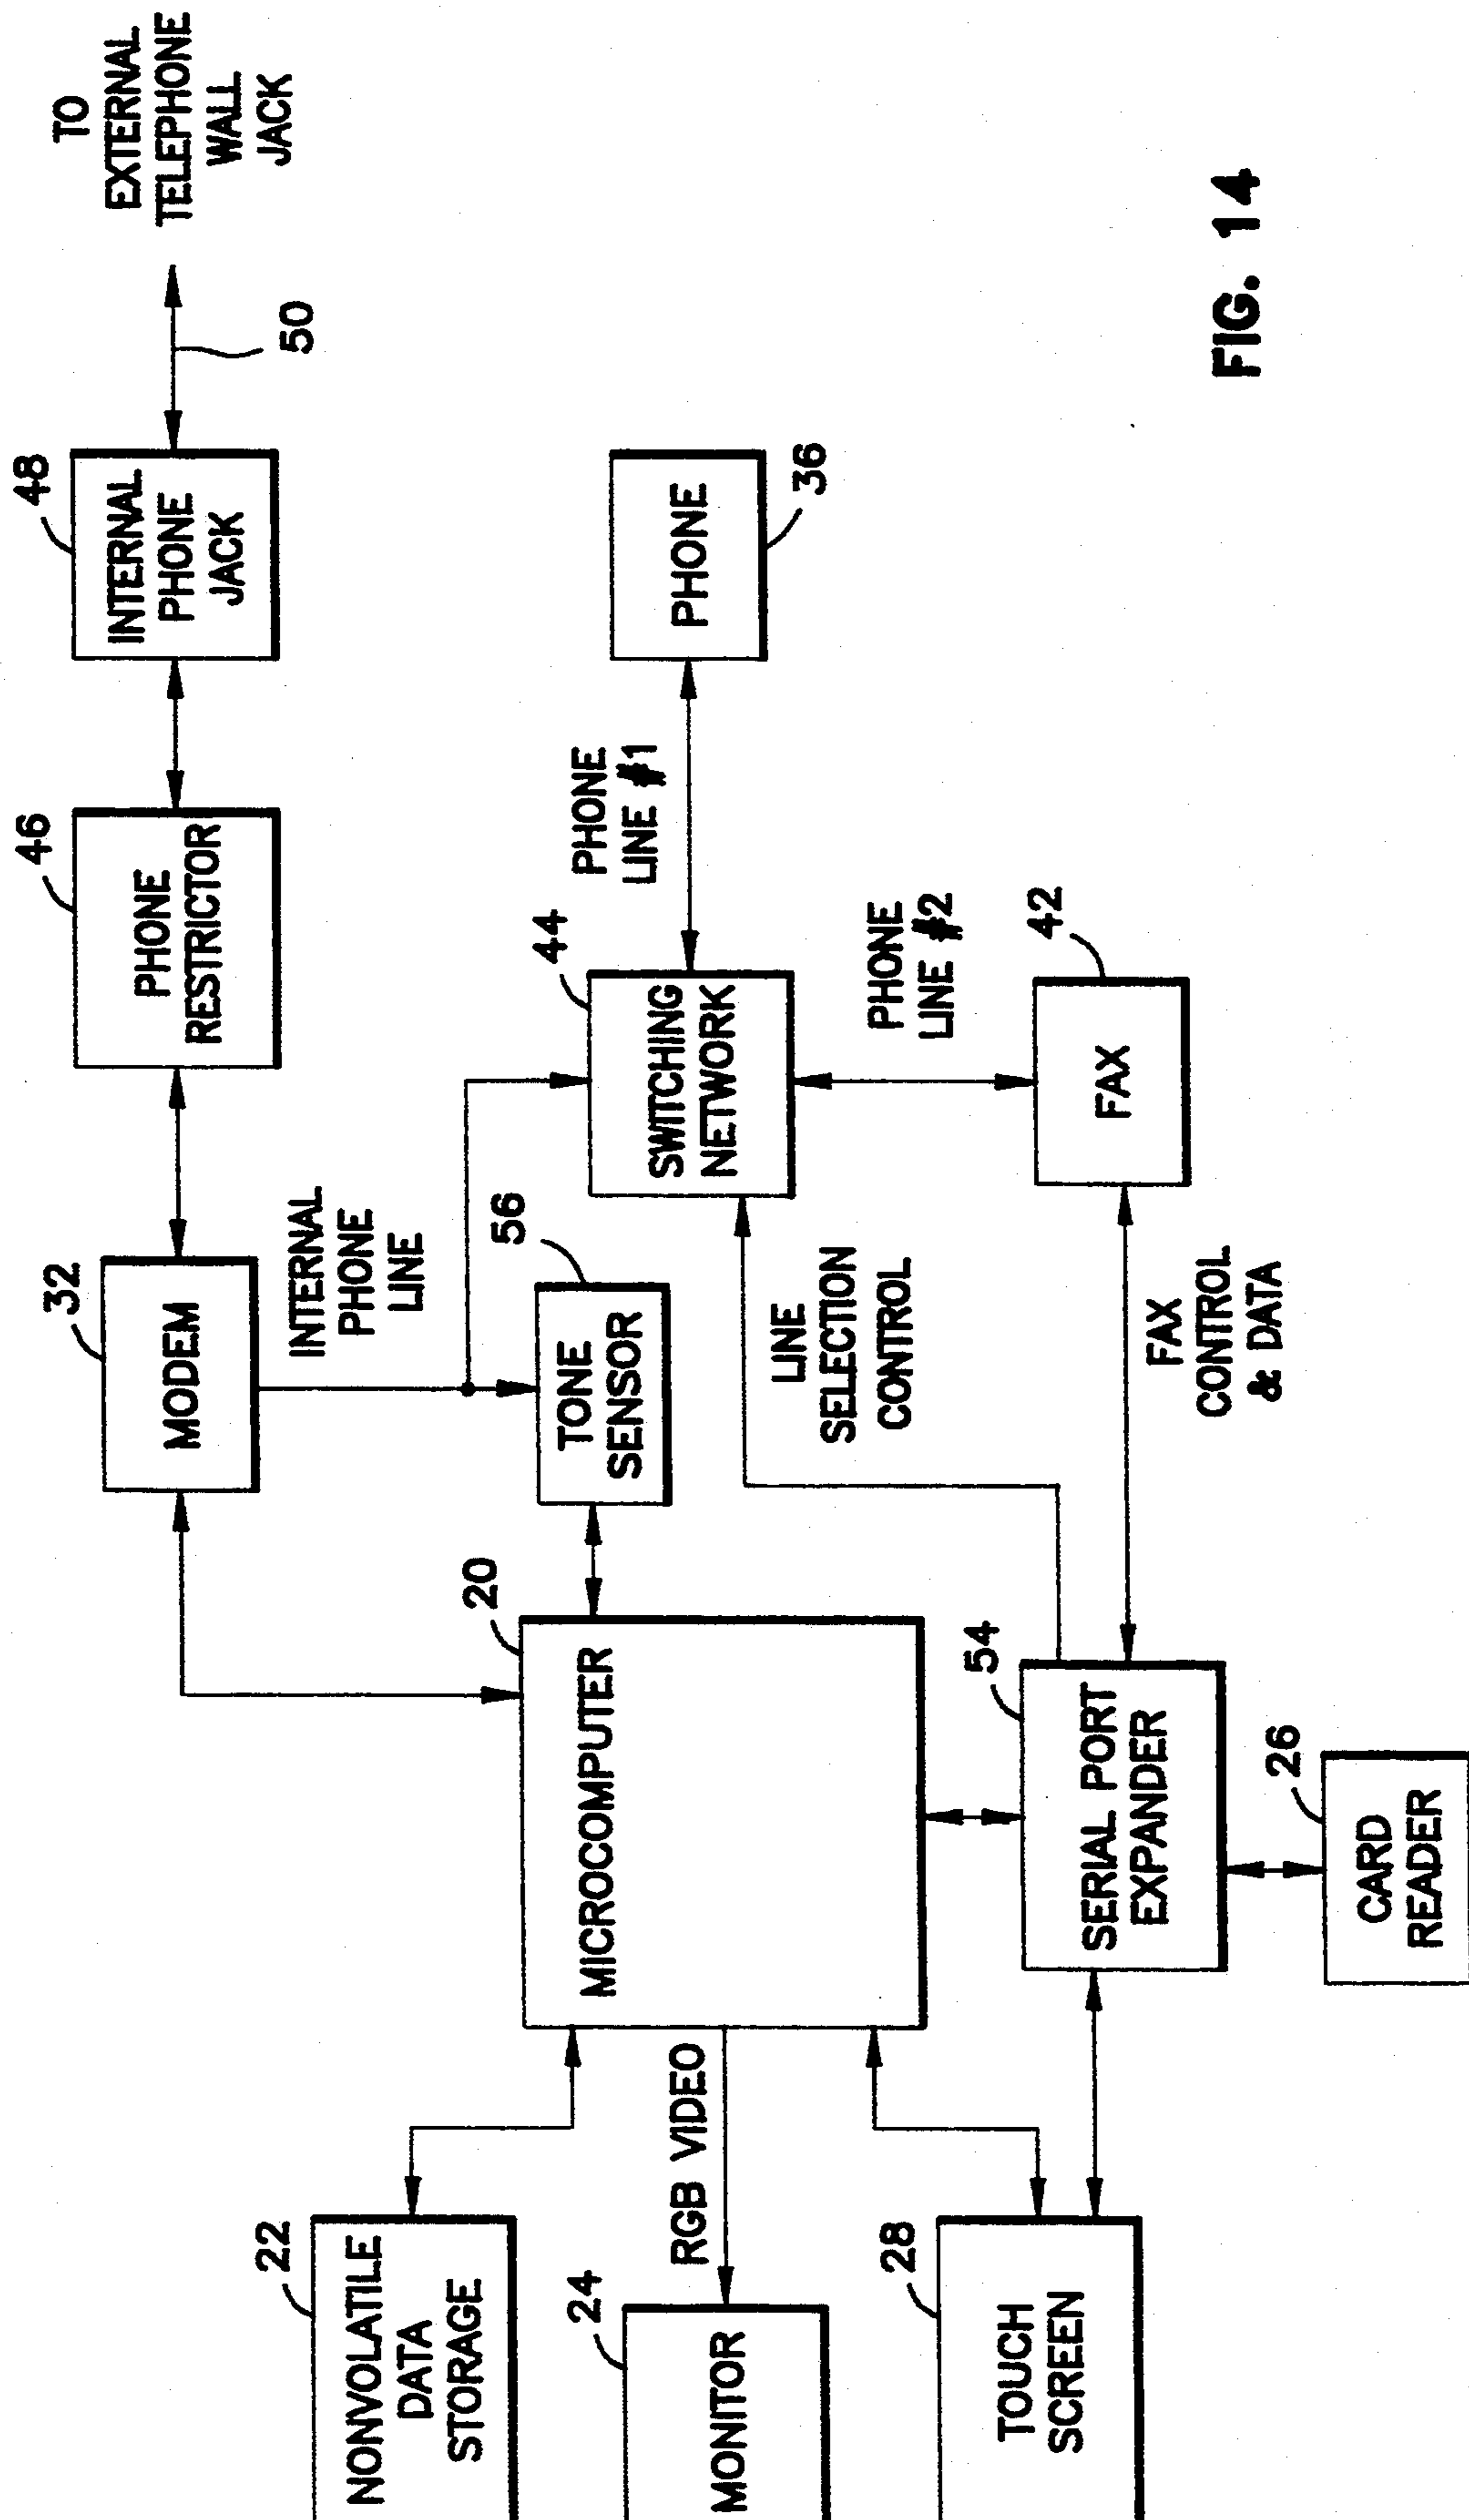 22
NONVOLATILE
DATA
STORAGE
24
MONITOR
RGB VIDEO
28
TOUCH
SCREEN
20
MICROCOMPUTER
54
SERIAL PORT
EXPANDER
26
CARD
READER
32
MODEM
INTERNAL
PHONE
LINE
56
TONE
SENSOR
LINE
SELECTION
CONTROL
FAX
CONTROL
& DATA
46
PHONE
RESTRICTOR
44
SWITCHING
NETWORK
PHONE
LINE #1
PHONE
LINE #2
42
FAX
48
INTERNAL
PHONE
JACK
36
PHONE
50
TO
EXTERNAL
TELEPHONE
WALL
JACK
FIG. 14